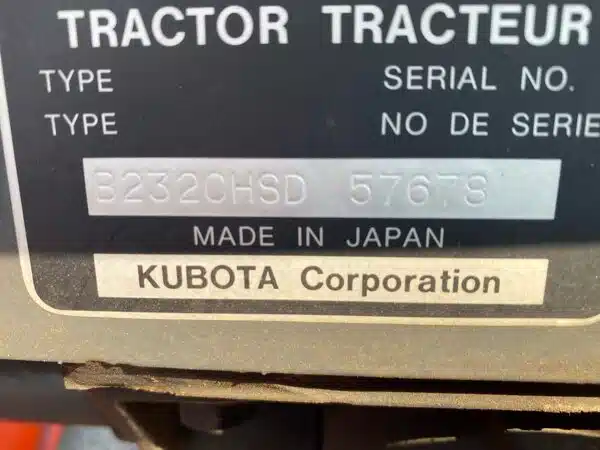 TRACTOR TRACTEUR
TYPE SERIAL NO.
TYPE NO DE SERIE
B2320HSD 57678
MADE IN JAPAN
KUBOTA Corporation